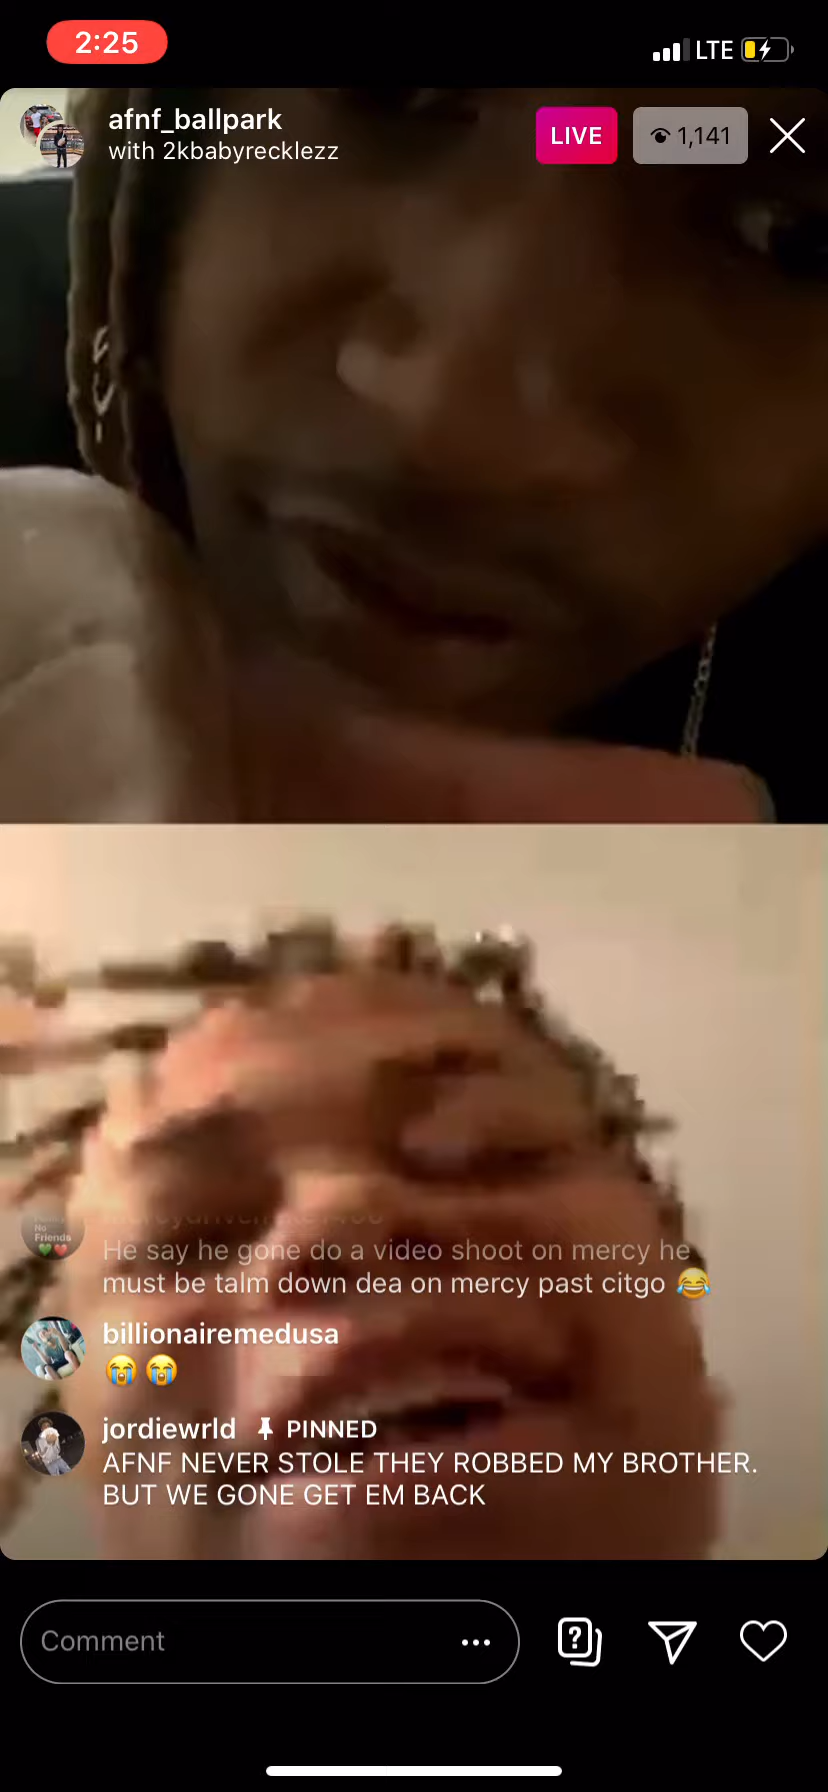 2:25
LTE
afnf_ballpark
with 2kbabyrecklezz
LIVE
1,141
No
Friends
He say he gone do a video shoot on mercy he
must be talm down dea on mercy past citgo 😂
billionairemedusa
😭 😭
jordiewrld PINNED
AFNF NEVER STOLE THEY ROBBED MY BROTHER.
BUT WE GONE GET EM BACK
Comment